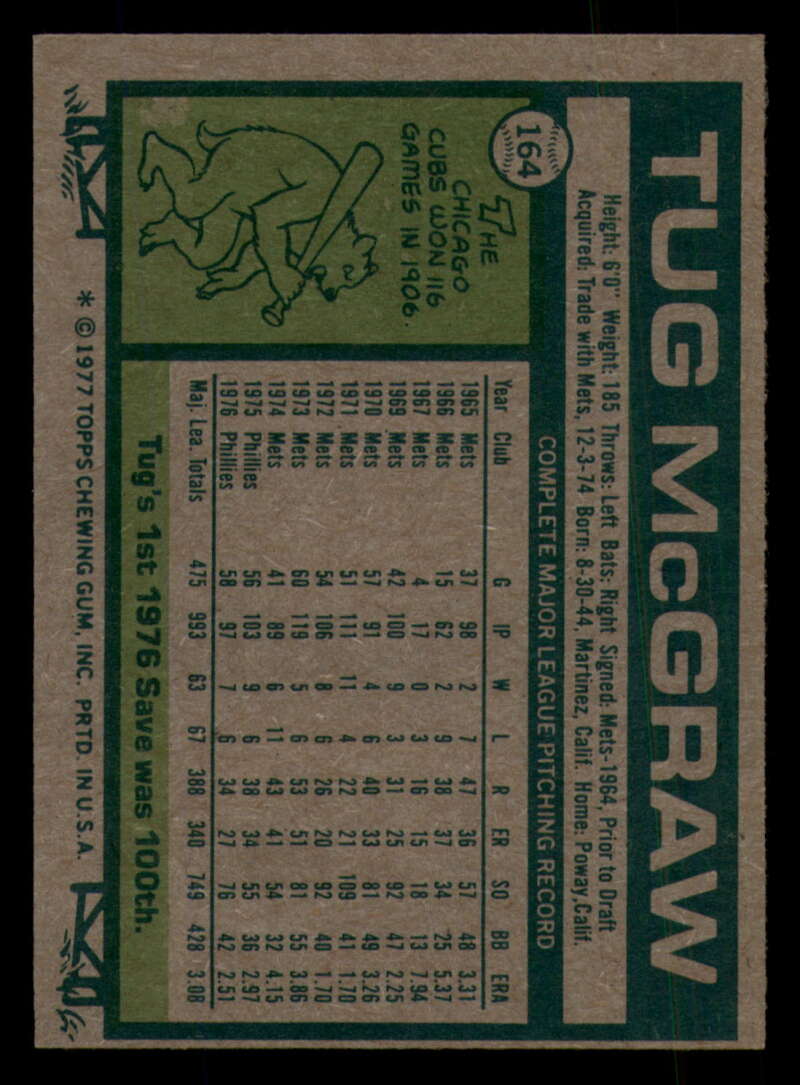 TUG McGRAW
Height: 6'0" Weight: 185 Throws: Left Bats: Right Signed: Mets-1964, Prior to Draft
Acquired: Trade with Mets, 12-3-74 Born: 8-30-44, Martinez, Calif. Home: Poway, Calif.
164
COMPLETE MAJOR LEAGUE PITCHING RECORD
THE
CHICAGO
CUBS WON 116
GAMES IN 1906.
Year Club G IP W L R ER SO BB ERA
1965 Mets 37 98 2 7 47 36 57 48 3.31
1966 Mets 15 62 2 9 38 37 34 25 5.37
1967 Mets 4 17 0 3 16 15 18 13 7.94
1969 Mets 42 100 9 3 31 25 92 47 2.25
1970 Mets 57 91 4 6 40 33 81 49 3.26
1971 Mets 51 111 11 4 22 21 109 41 1.70
1972 Mets 54 106 8 6 26 20 92 40 1.70
1973 Mets 60 119 5 6 53 51 81 55 3.86
1974 Mets 41 89 6 11 43 41 54 32 4.15
1975 Phillies 56 103 9 6 38 34 55 36 2.97
1976 Phillies 58 97 7 6 34 27 76 42 2.51
Maj. Lea. Totals 475 993 63 67 388 340 749 428 3.08
Tug's 1st 1976 Save was 100th.
* © 1977 TOPPS CHEWING GUM, INC. PRTD. IN U.S.A.